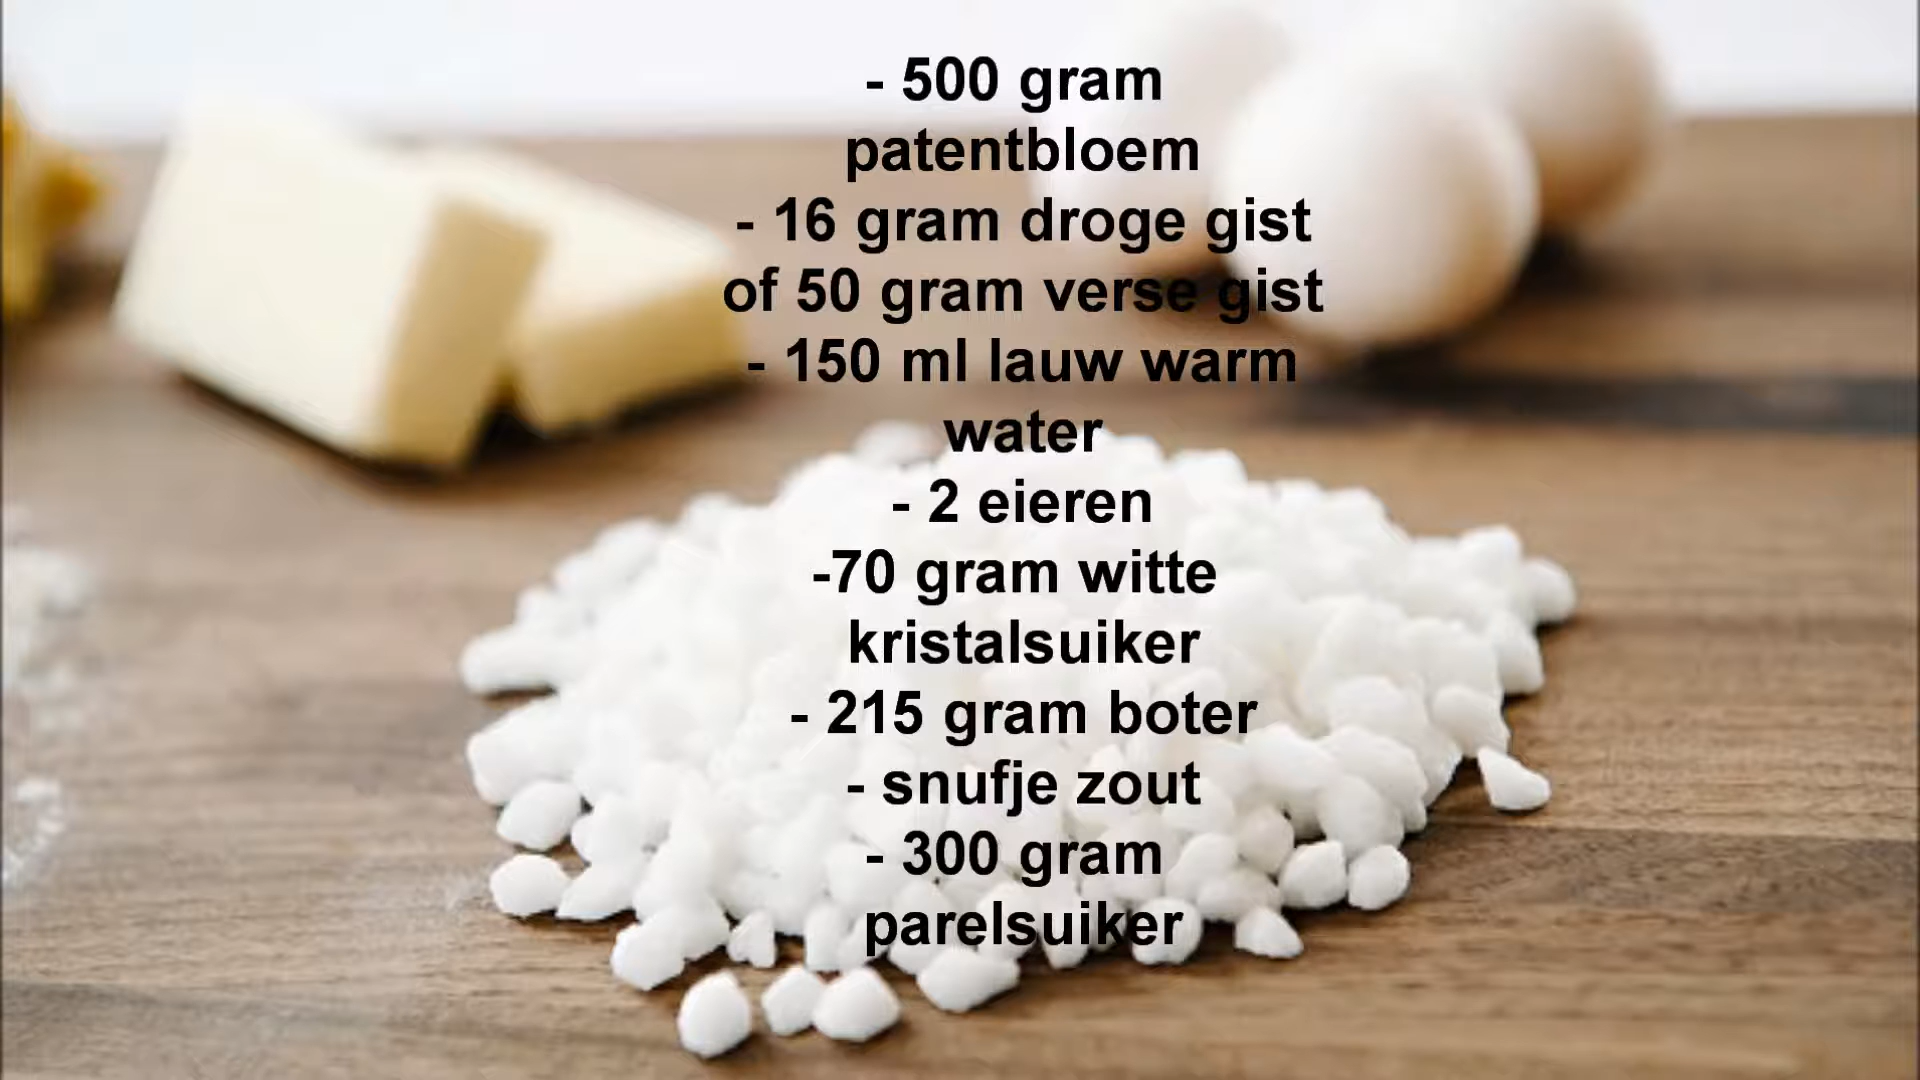 - 500 gram
patentbloem
- 16 gram droge gist
of 50 gram verse gist
- 150 ml lauw warm
water
- 2 eieren
-70 gram witte
kristalsuiker
- 215 gram boter
- snufje zout
- 300 gram
parelsuiker